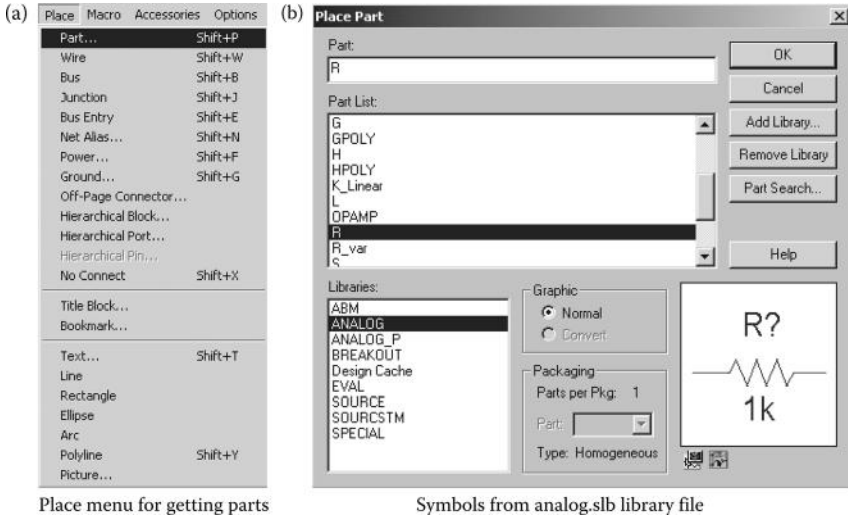 (a)
Place Macro Accessories Options
Part... Shift+P
Wire Shift+W
Bus Shift+B
Junction Shift+J
Bus Entry Shift+E
Net Alias... Shift+N
Power... Shift+F
Ground... Shift+G
Off-Page Connector...
Hierarchical Block...
Hierarchical Port...
Hierarchical Pin...
No Connect Shift+X
Title Block...
Bookmark...
Text... Shift+T
Line
Rectangle
Ellipse
Arc
Polyline Shift+Y
Picture...
Place menu for getting parts
(b)
Place Part
Part:
R
Part List:
G
GPOLY
H
HPOLY
K_Linear
L
OPAMP
R
R_var
S
OK
Cancel
Add Library...
Remove Library
Part Search...
Help
Libraries:
ABM
ANALOG
ANALOG_P
BREAKOUT
Design Cache
EVAL
SOURCE
SOURCSTM
SPECIAL
Graphic
Normal
Convert
Packaging
Parts per Pkg: 1
Part:
Type: Homogeneous
R?
1k
Symbols from analog.slb library file